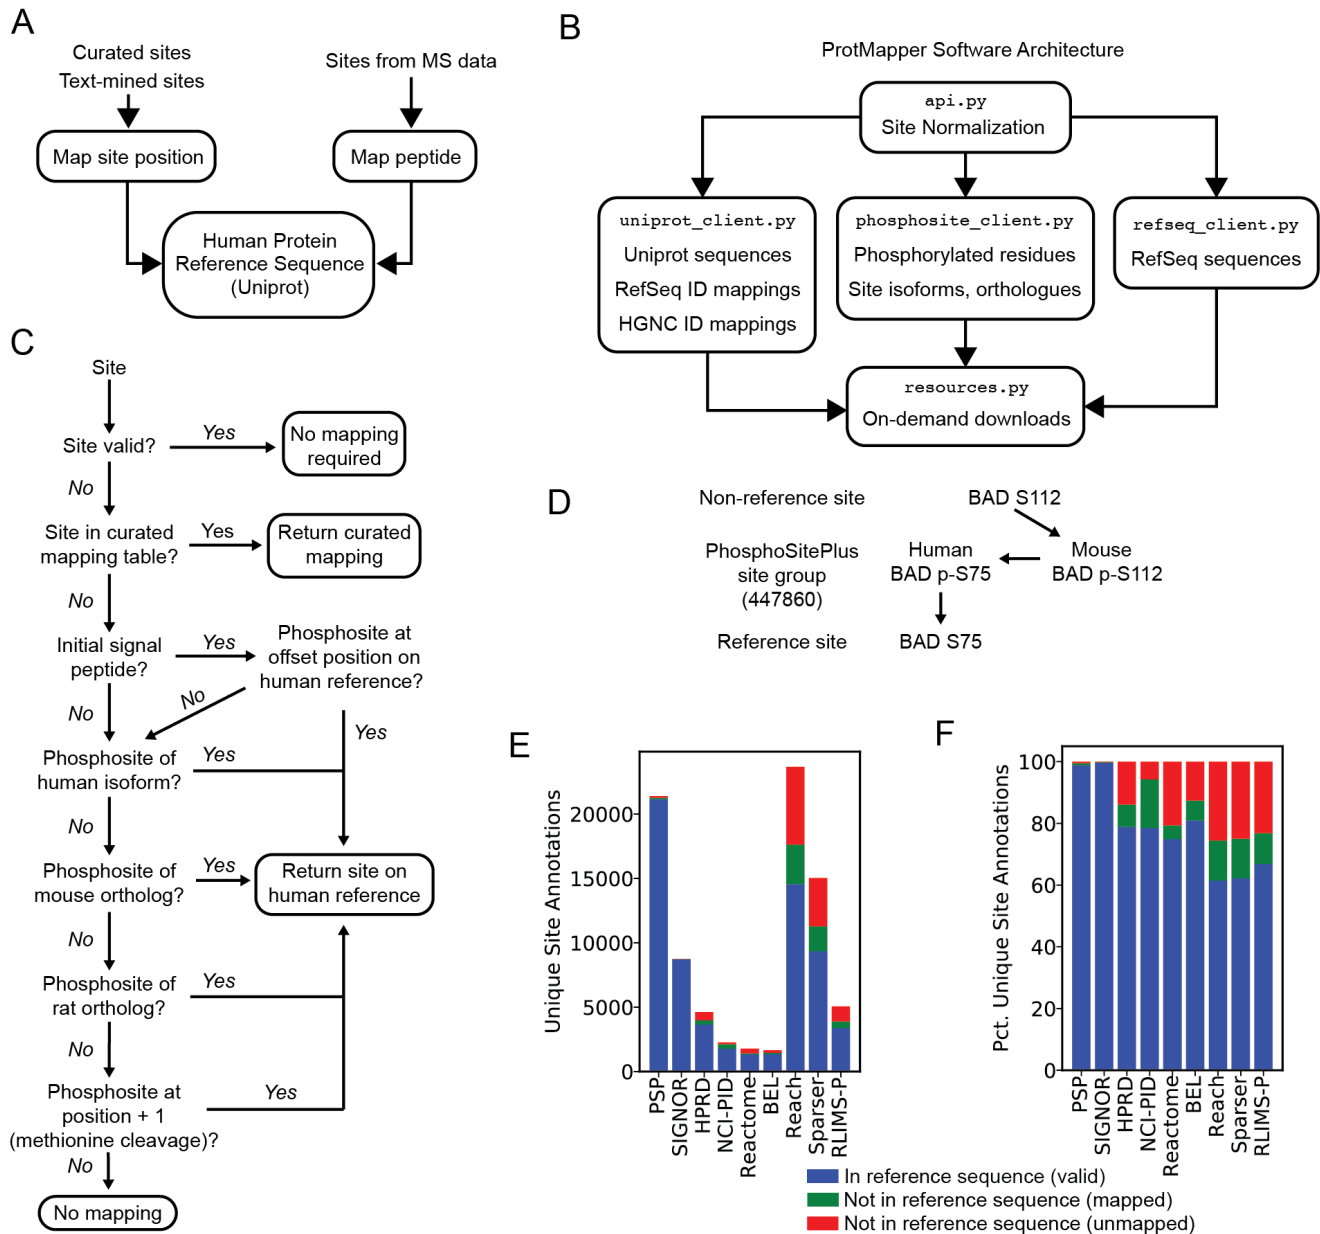 A
Curated sites
Text-mined sites
Sites from MS data
Map site position
Map peptide
Human Protein
Reference Sequence
(Uniprot)
B
ProtMapper Software Architecture
api.py
Site Normalization
uniprot_client.py
Uniprot sequences
RefSeq ID mappings
HGNC ID mappings
phosphosite_client.py
Phosphorylated residues
Site isoforms, orthologues
refseq_client.py
RefSeq sequences
resources.py
On-demand downloads
C
Site
Site valid?
Yes
No mapping
required
No
Site in curated
mapping table?
Yes
Return curated
mapping
No
Initial signal
peptide?
Yes
Phosphosite at
offset position on
human reference?
No
No
Yes
Phosphosite of
human isoform?
Yes
No
Phosphosite of
mouse ortholog?
Yes
Return site on
human reference
No
Phosphosite of
rat ortholog?
Yes
No
Phosphosite at
position + 1
(methionine cleavage)?
Yes
No
No mapping
D
Non-reference site
BAD S112
PhosphoSitePlus
site group
(447860)
Human
BAD p-S75
Mouse
BAD p-S112
Reference site
BAD S75
E
Unique Site Annotations
20000
15000
10000
5000
0
PSP
SIGNOR
HPRD
NCI-PID
Reactome
BEL
Reach
Sparser
RLIMS-P
F
Pct. Unique Site Annotations
100
80
60
40
20
0
PSP
SIGNOR
HPRD
NCI-PID
Reactome
BEL
Reach
Sparser
RLIMS-P
In reference sequence (valid)
Not in reference sequence (mapped)
Not in reference sequence (unmapped)